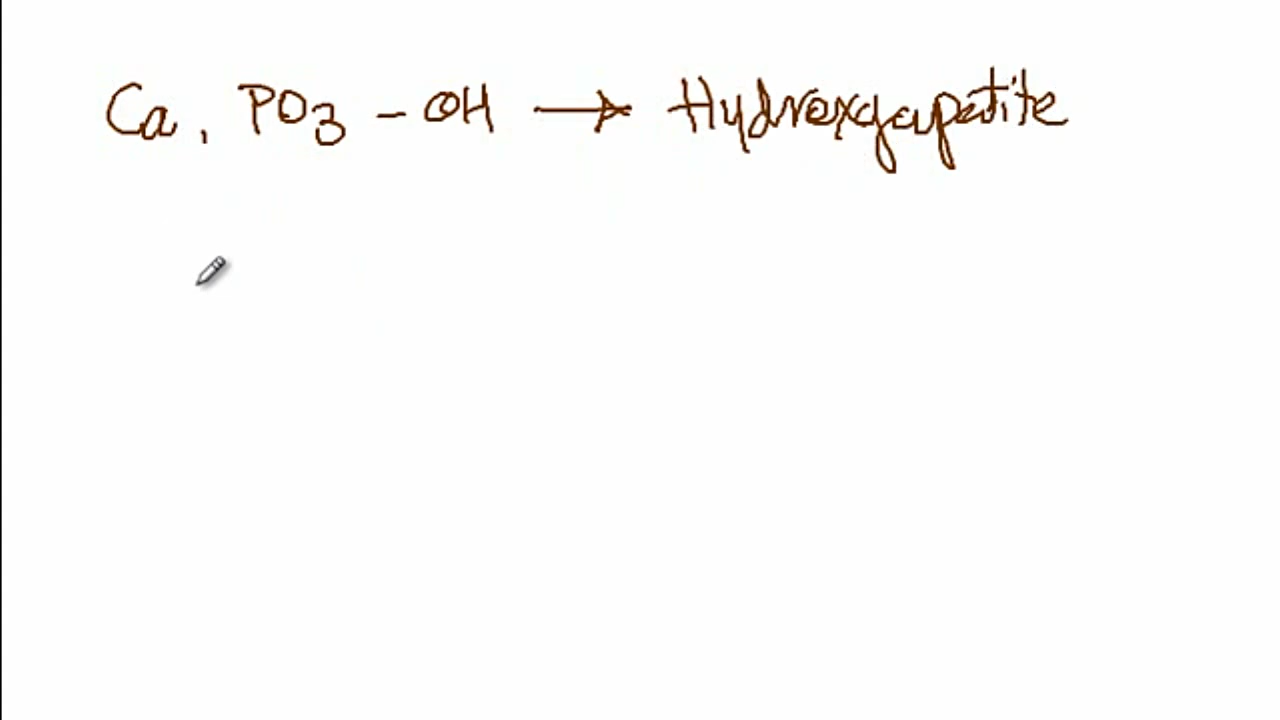 Ca, PO3 - OH → Hydroxyapatite